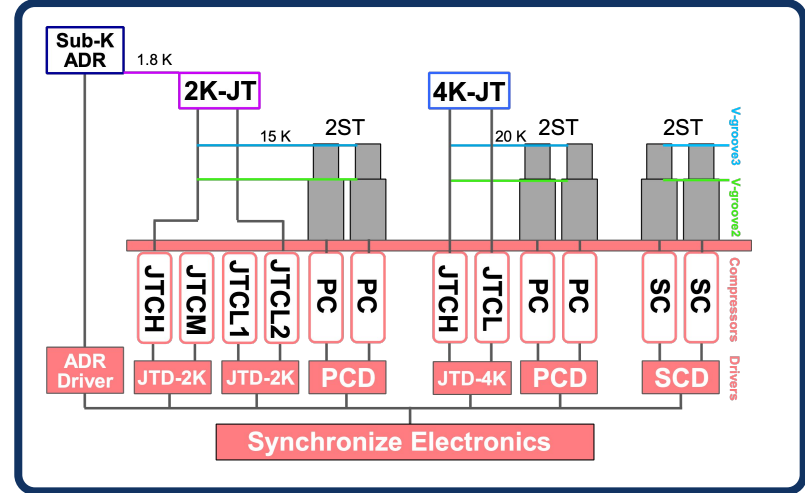 Sub-K
ADR
1.8 K
2K-JT
4K-JT
15 K
2ST
20 K
2ST
2ST
V-groove3
V-groove2
JTCH
JTCM
JTCL1
JTCL2
PC
PC
JTCH
JTCL
PC
PC
SC
SC
Compressors
ADR
Driver
JTD-2K
JTD-2K
PCD
JTD-4K
PCD
SCD
Drivers
Synchronize Electronics